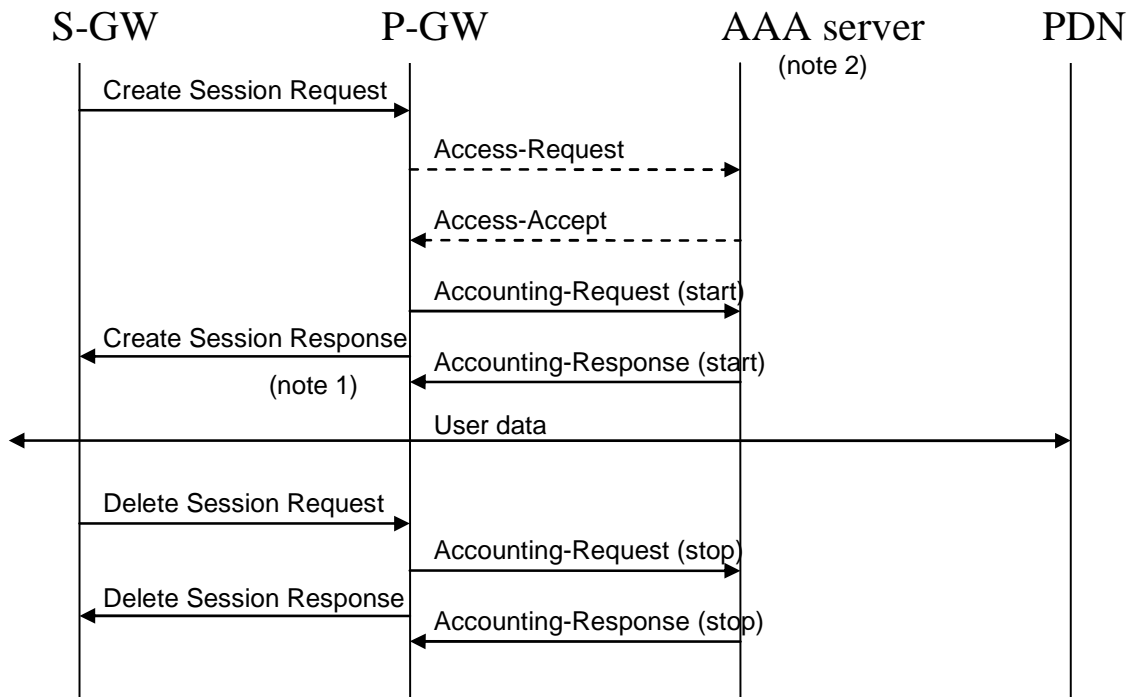 S-GW P-GW AAA server PDN
(note 2)
Create Session Request
Access-Request
Access-Accept
Accounting-Request (start)
Create Session Response
Accounting-Response (start)
(note 1)
User data
Delete Session Request
Accounting-Request (stop)
Delete Session Response
Accounting-Response (stop)